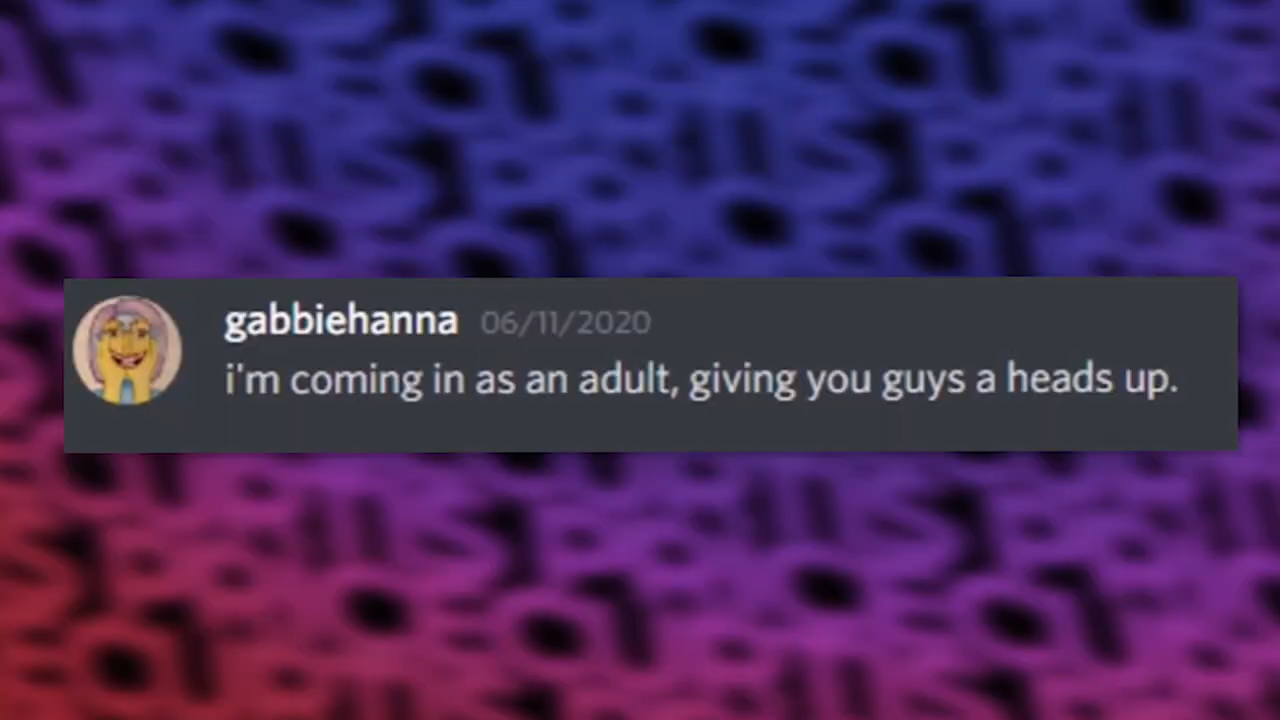 gabbiehanna 06/11/2020
i'm coming in as an adult, giving you guys a heads up.